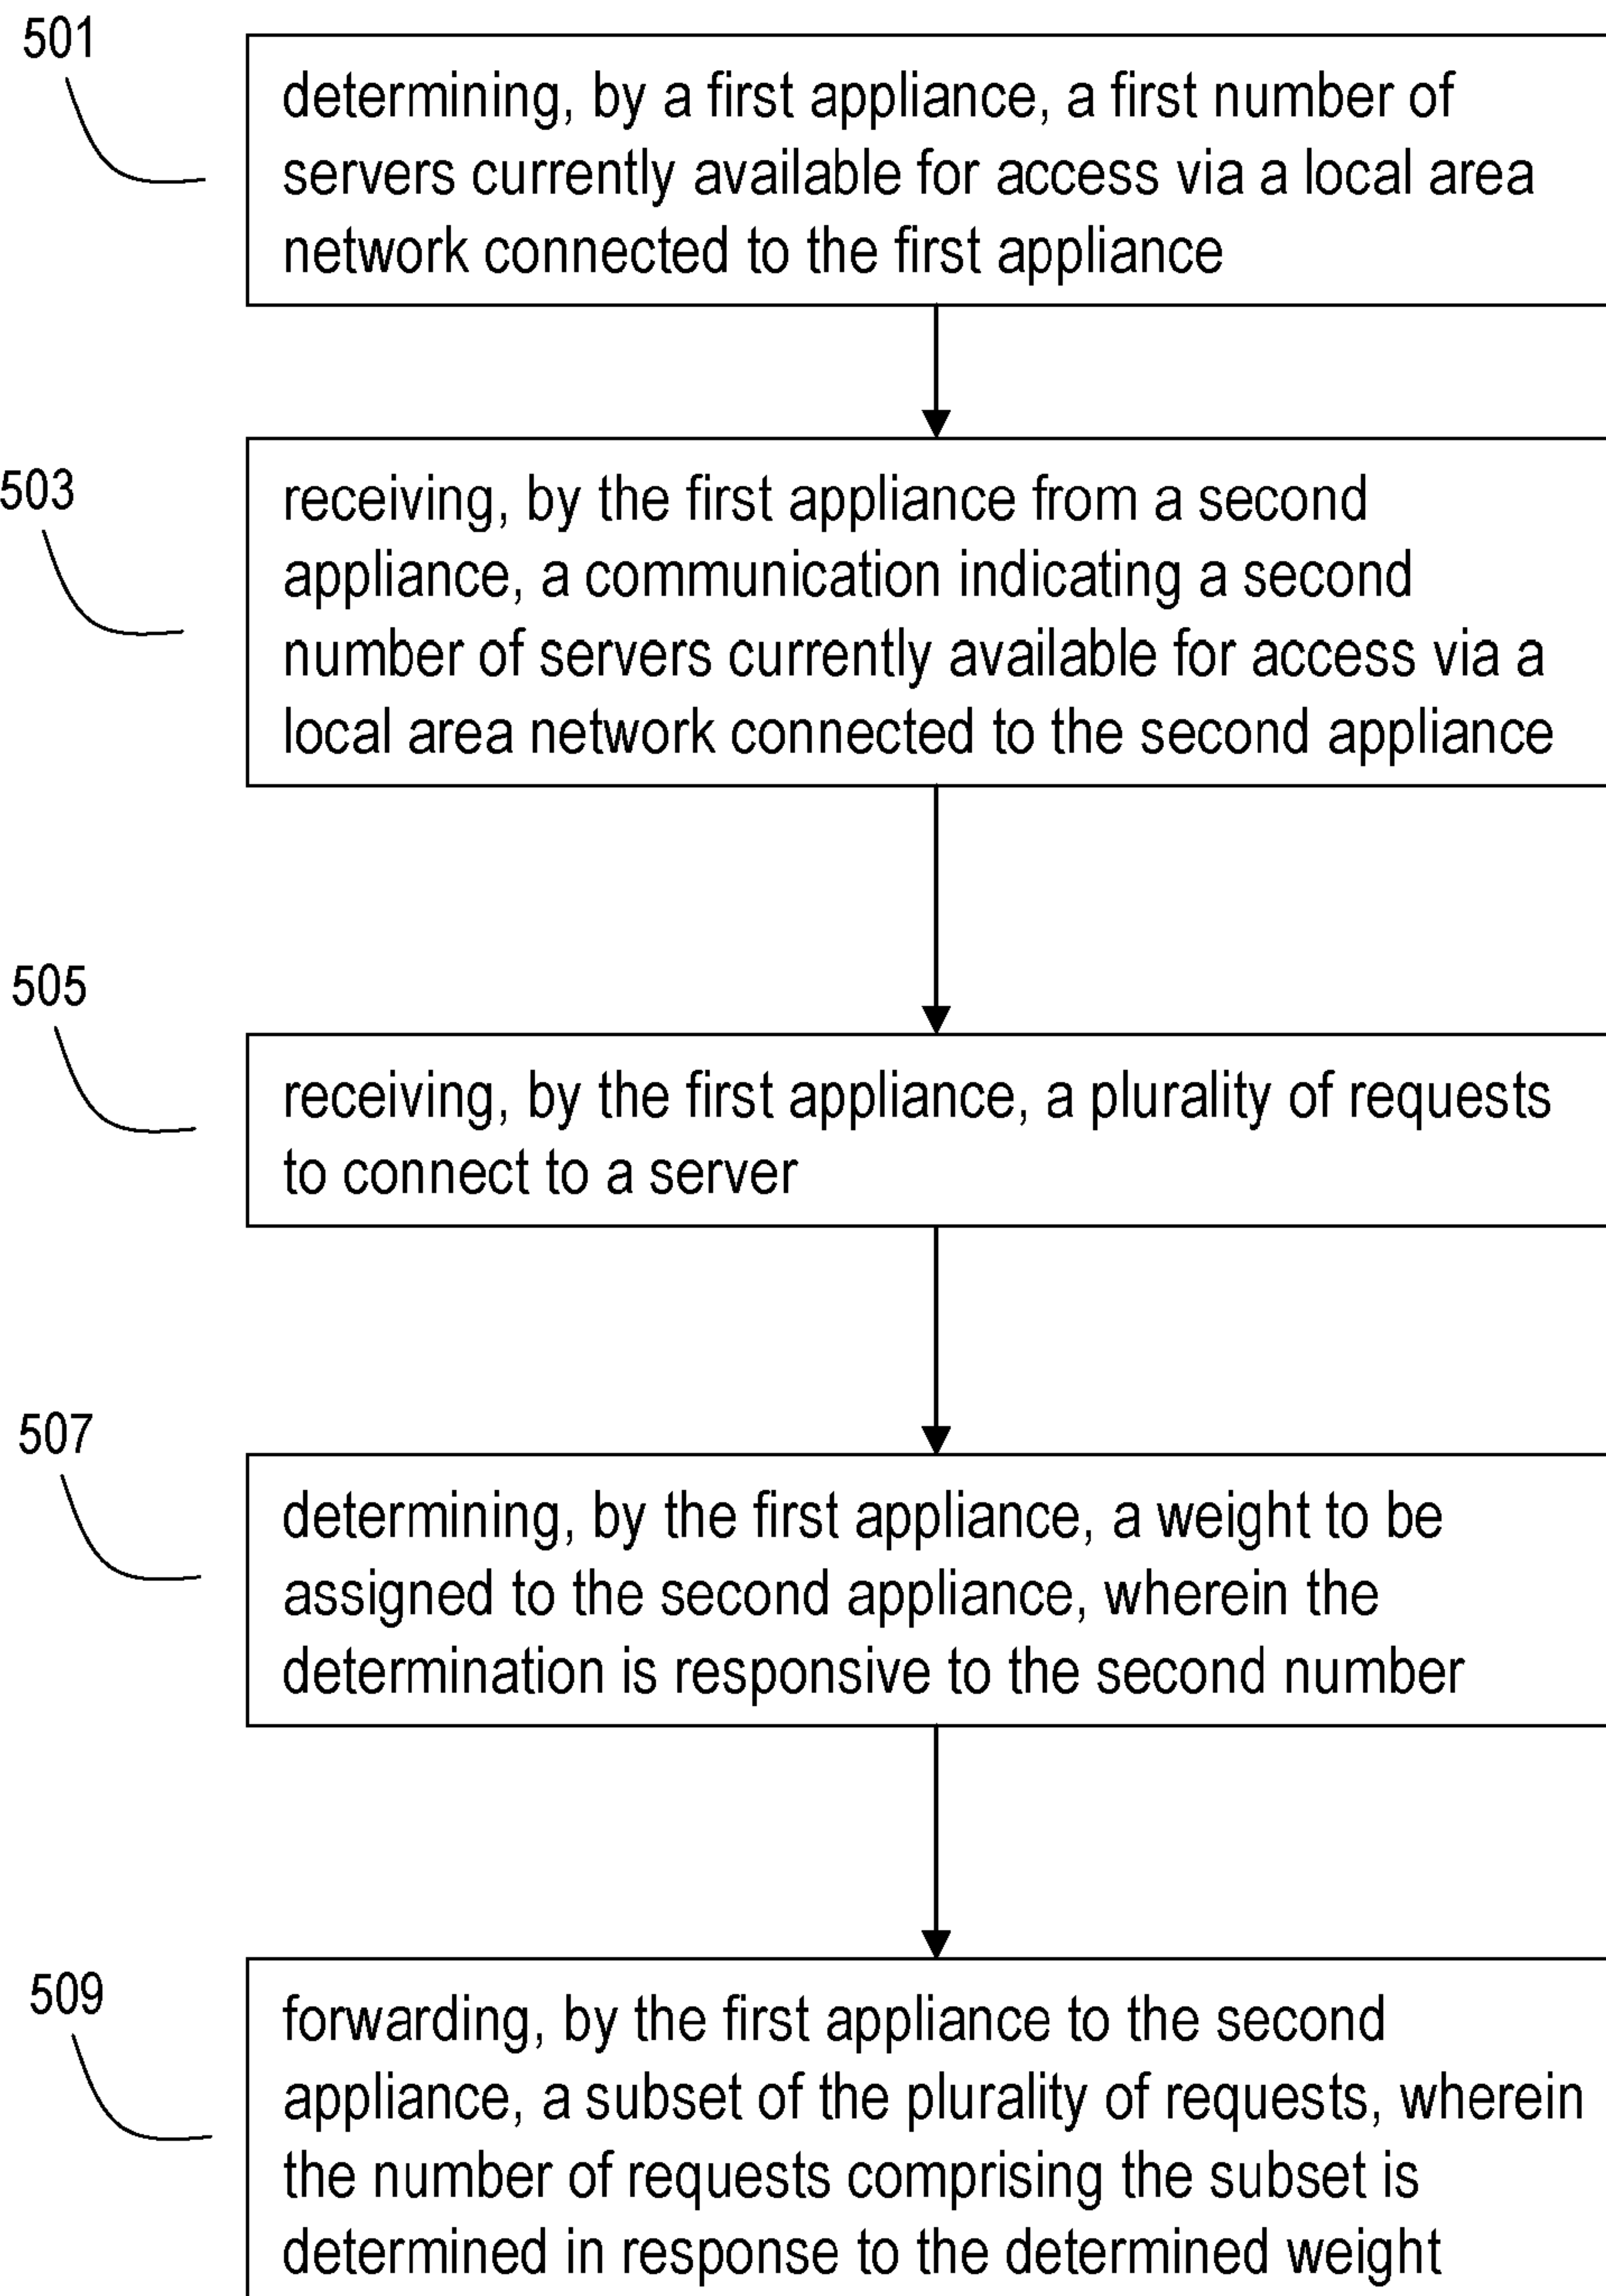 501
determining, by a first appliance, a first number of
servers currently available for access via a local area
network connected to the first appliance
503
receiving, by the first appliance from a second
appliance, a communication indicating a second
number of servers currently available for access via a
local area network connected to the second appliance
505
receiving, by the first appliance, a plurality of requests
to connect to a server
507
determining, by the first appliance, a weight to be
assigned to the second appliance, wherein the
determination is responsive to the second number
509
forwarding, by the first appliance to the second
appliance, a subset of the plurality of requests, wherein
the number of requests comprising the subset is
determined in response to the determined weight